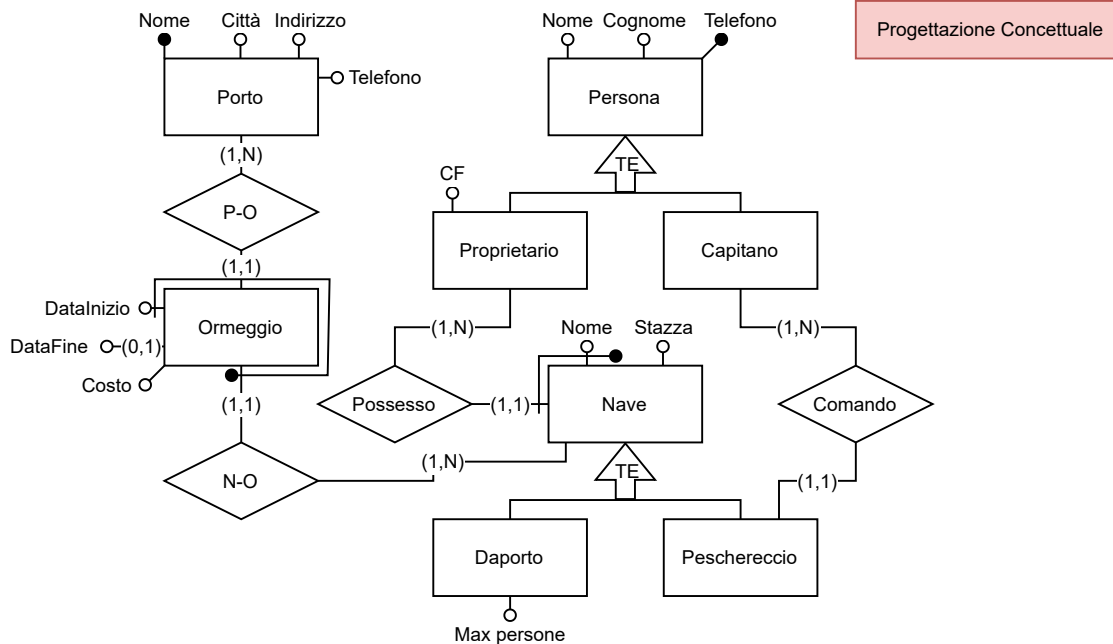 Nome Città Indirizzo
Nome Cognome Telefono
Progettazione Concettuale
Telefono
Porto
Persona
(1,N)
TE
CF
P-O
Proprietario
Capitano
(1,1)
DataInizio
Ormeggio
(1,N)
Nome Stazza
(1,N)
DataFine (0,1)
Costo
(1,1)
Possesso
(1,1)
Nave
Comando
(1,N)
TE
N-O
(1,1)
Daporto
Peschereccio
Max persone